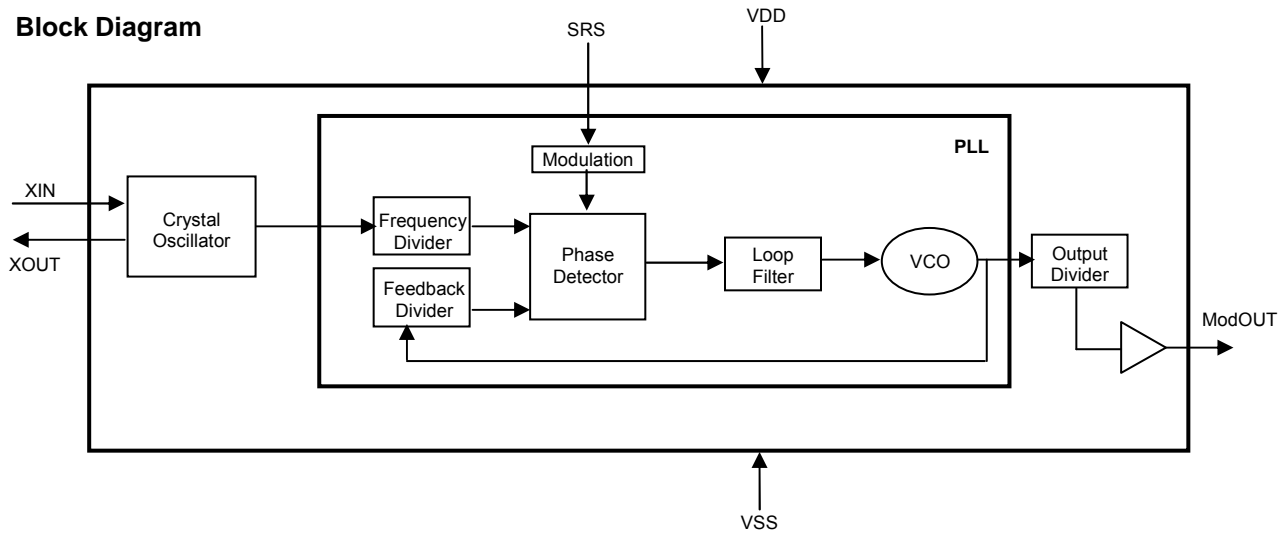 Block Diagram
SRS
VDD
PLL
Modulation
XIN
XOUT
Crystal
Oscillator
Frequency
Divider
Feedback
Divider
Phase
Detector
Loop
Filter
VCO
Output
Divider
ModOUT
VSS